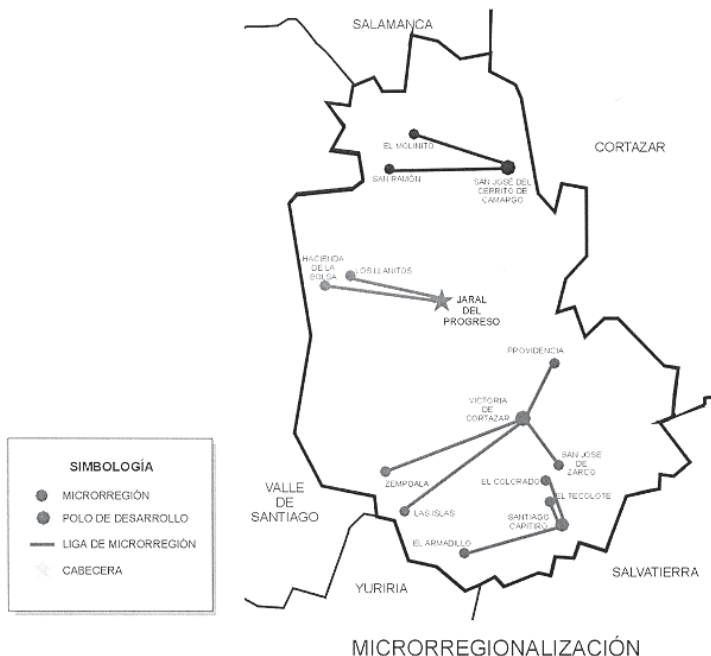 SALAMANCA
CORTAZAR
EL MOLINITO
SAN RAMÓN
SAN JOSÉ DEL
CERRITO DE
CAMARGO
HACIENDA
DE LA
BOLSA
LOS LLANITOS
JARAL
DEL
PROGRESO
PROVIDENCIA
VICTORIA
DE
CORTAZAR
SAN JOSÉ
DE
ZARCO
ZEMPOALA
EL COLORADO
EL TECOLOTE
LAS ISLAS
SANTIAGO
CAPITIRO
EL ARMADILLO
VALLE
DE
SANTIAGO
YURIRIA
SALVATIERRA
SIMBOLOGÍA
MICRORREGIÓN
POLO DE DESARROLLO
LIGA DE MICRORREGIÓN
CABECERA
MICRORREGIONALIZACIÓN